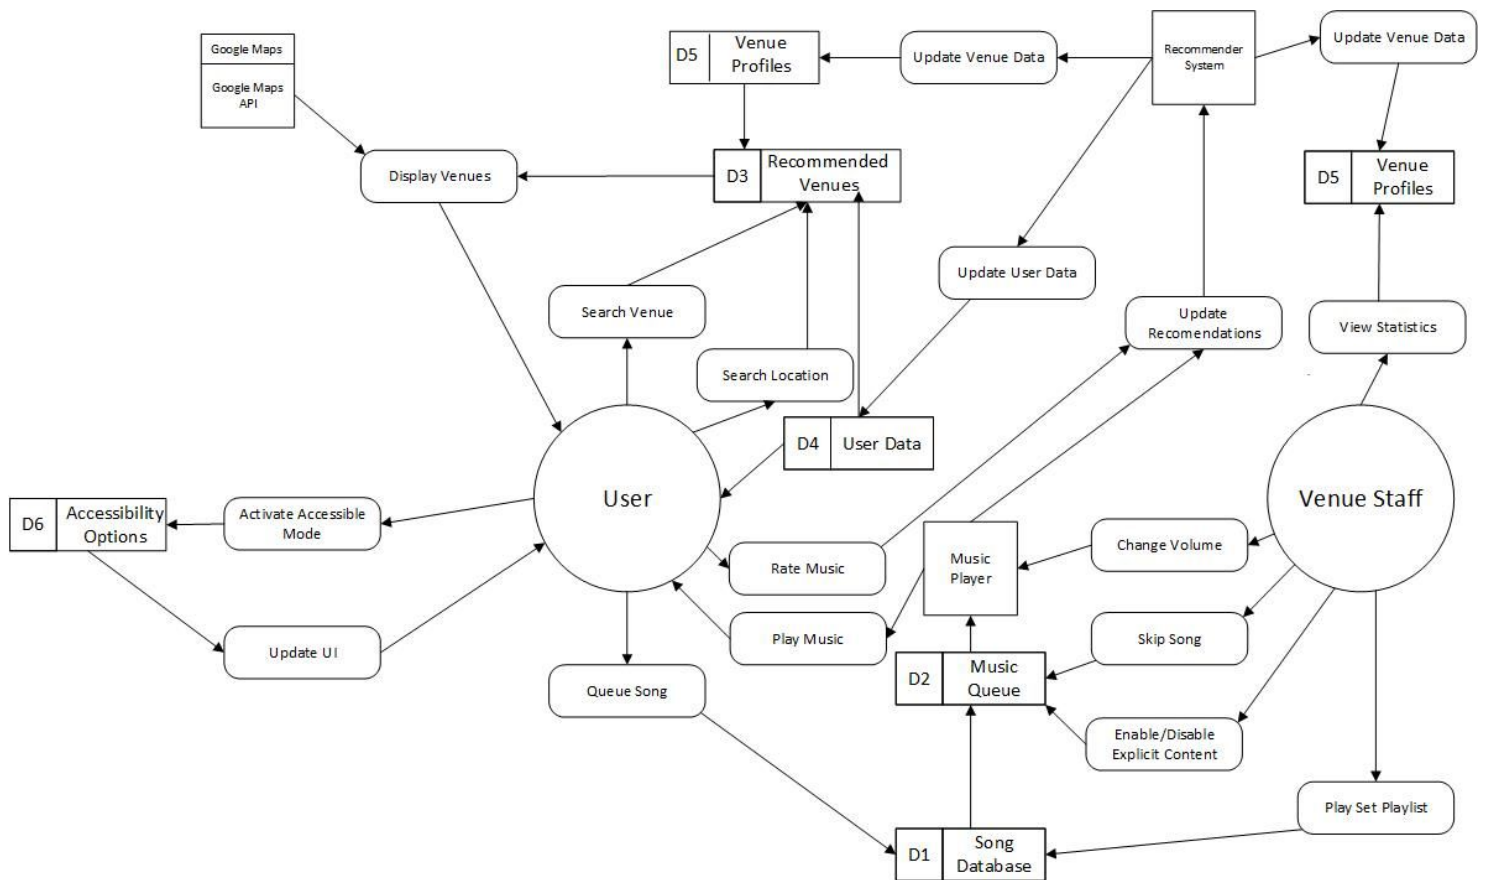 Google Maps
Google Maps
API
D5
Venue
Profiles
Update Venue Data
Recommender
System
Update Venue Data
Display Venues
D3
Recommended
Venues
D5
Venue
Profiles
Update User Data
Search Venue
Update
Recomendations
View Statistics
Search Location
D4
User Data
User
Venue Staff
D6
Accessibility
Options
Activate Accessible
Mode
Rate Music
Music
Player
Change Volume
Update UI
Play Music
Skip Song
Queue Song
D2
Music
Queue
Enable/Disable
Explicit Content
Play Set Playlist
D1
Song
Database